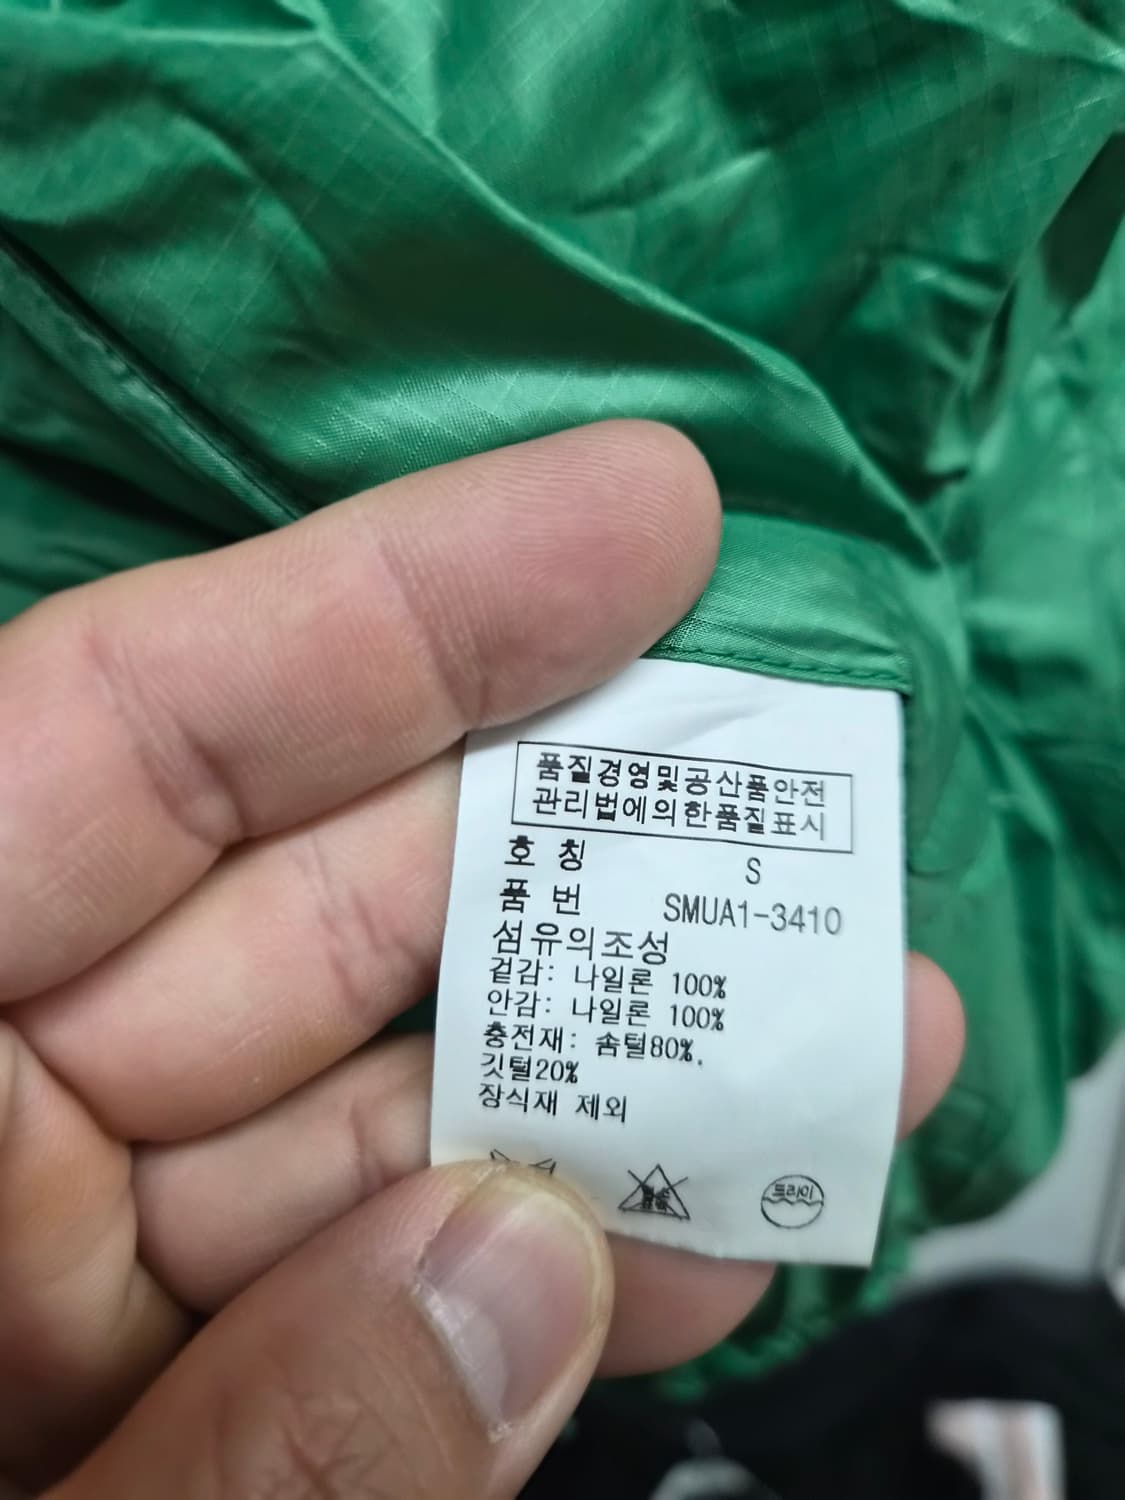 품질경영및공산품안전
관리법에의한품질표시
호 칭 S
품 번 SMUA1-3410
섬유의조성
겉감: 나일론 100%
안감: 나일론 100%
충전재: 솜털80%.
깃털20%
장식재 제외
드라이